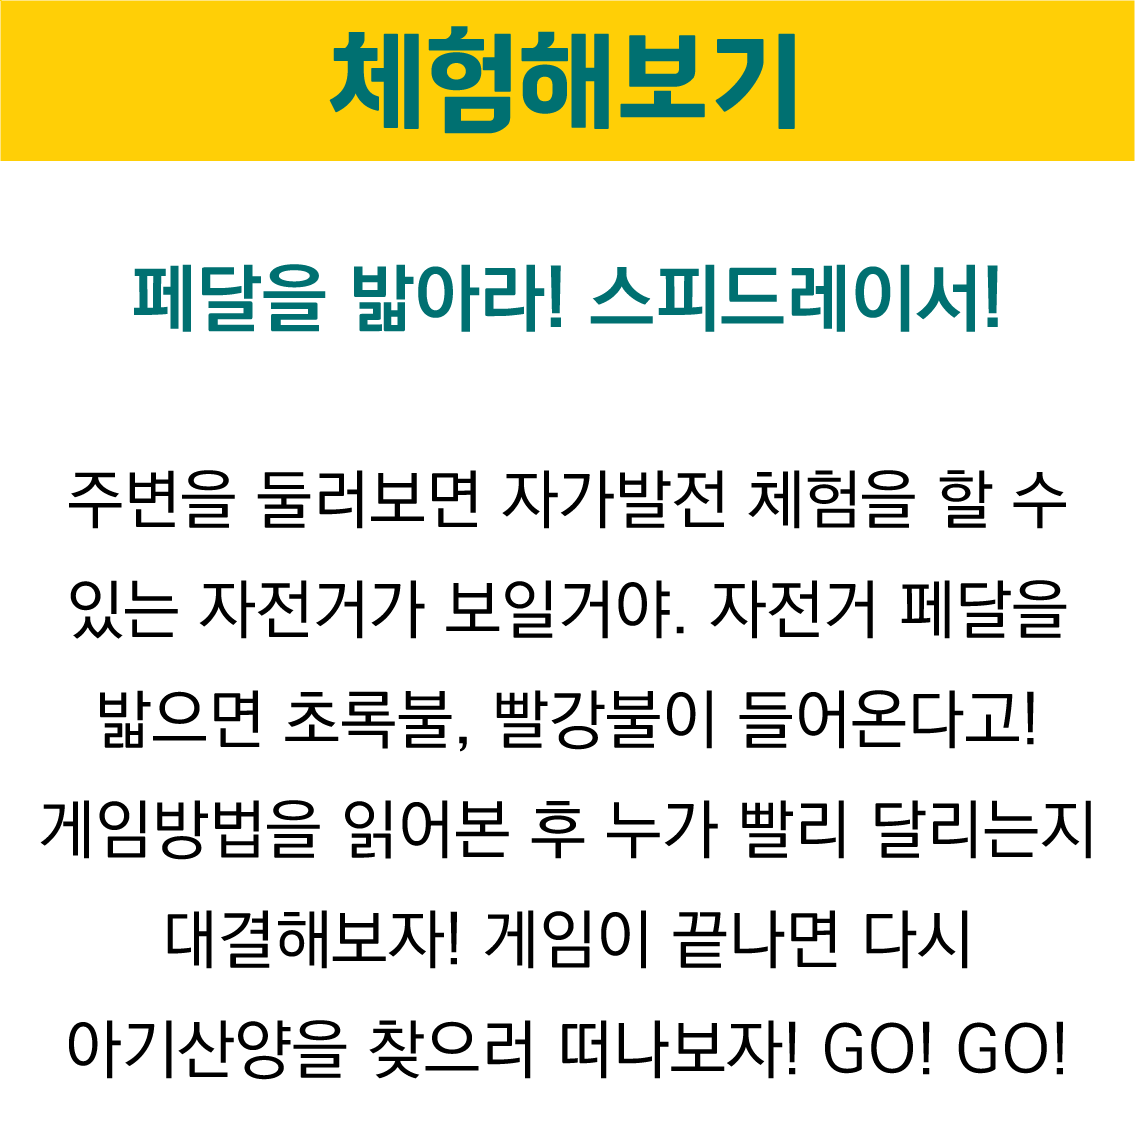 체험해보기
페달을 밟아라! 스피드레이서!
주변을 둘러보면 자가발전 체험을 할 수
있는 자전거가 보일거야. 자전거 페달을
밟으면 초록불, 빨강불이 들어온다고!
게임방법을 읽어본 후 누가 빨리 달리는지
대결해보자! 게임이 끝나면 다시
아기산양을 찾으러 떠나보자! GO! GO!